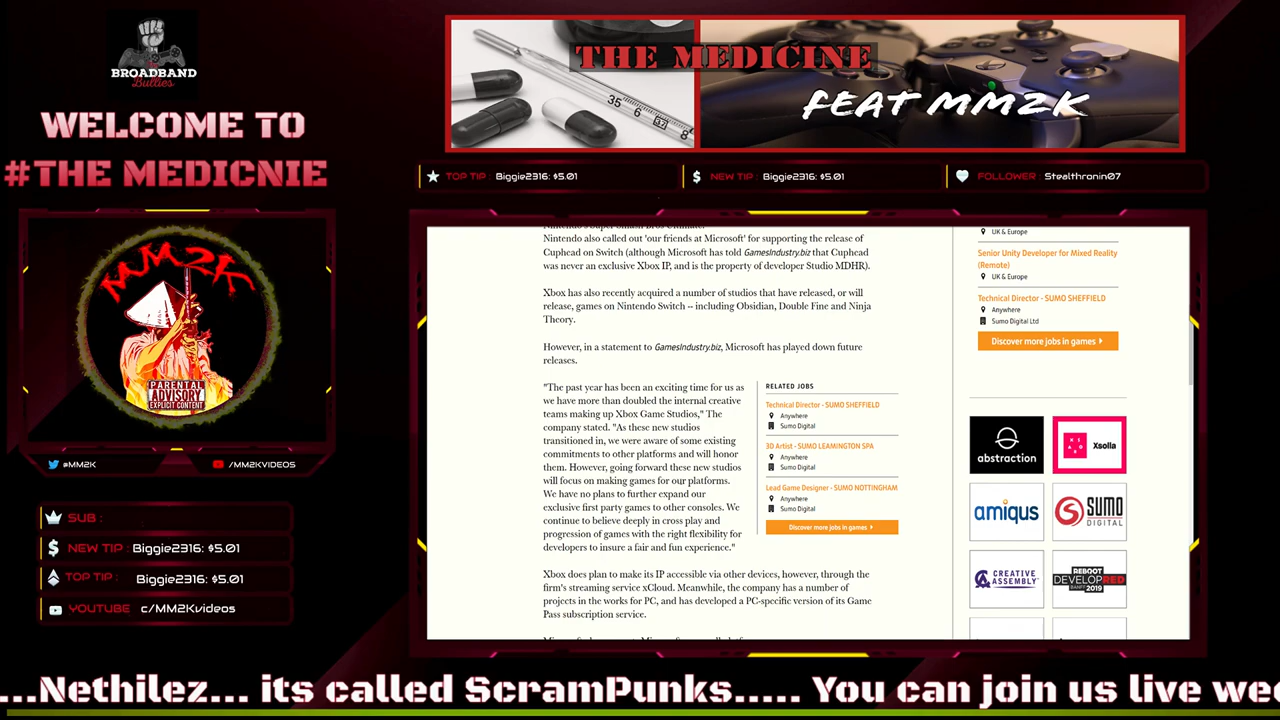 BROADBAND
Bullies
WELCOME TO
#THE MEDICNIE
THE MEDICINE
FEAT MM2K
35
6
37
8
TOP TIP : Biggie2316: $5.01
NEW TIP : Biggie2316: $5.01
FOLLOWER : Stealthronin07
MM2K
PARENTAL
ADVISORY
EXPLICIT CONTENT
@MM2K
/MM2KVIDEOS
SUB :
NEW TIP : Biggie2316: $5.01
TOP TIP : Biggie2316: $5.01
YOUTUBE c/MM2Kvideos
Nintendo's Super Smash Bros Ultimate.
Nintendo also called out 'our friends at Microsoft' for supporting the release of
Cuphead on Switch (although Microsoft has told GamesIndustry.biz that Cuphead
was never an exclusive Xbox IP, and is the property of developer Studio MDHR).
Xbox has also recently acquired a number of studios that have released, or will
release, games on Nintendo Switch -- including Obsidian, Double Fine and Ninja
Theory.
However, in a statement to GamesIndustry.biz, Microsoft has played down future
releases.
"The past year has been an exciting time for us as
we have more than doubled the internal creative
teams making up Xbox Game Studios," The
company stated. "As these new studios
transitioned in, we were aware of some existing
commitments to other platforms and will honor
them. However, going forward these new studios
will focus on making games for our platforms.
We have no plans to further expand our
exclusive first party games to other consoles. We
continue to believe deeply in cross play and
progression of games with the right flexibility for
developers to insure a fair and fun experience."
RELATED JOBS
Technical Director - SUMO SHEFFIELD
Anywhere
Sumo Digital
3D Artist - SUMO LEAMINGTON SPA
Anywhere
Sumo Digital
Lead Game Designer - SUMO NOTTINGHAM
Anywhere
Sumo Digital
Discover more jobs in games
Xbox does plan to make its IP accessible via other devices, however, through the
firm's streaming service xCloud. Meanwhile, the company has a number of
projects in the works for PC, and has developed a PC-specific version of its Game
Pass subscription service.
UK & Europe
Senior Unity Developer for Mixed Reality
(Remote)
UK & Europe
Technical Director - SUMO SHEFFIELD
Anywhere
Sumo Digital Ltd
Discover more jobs in games
abstraction
Xsolla
amiqus
SUMO
DIGITAL
CREATIVE
ASSEMBLY
REBOOT
DEVELOPRED
2019
...Nethilez... its called ScramPunks..... You can join us live wee